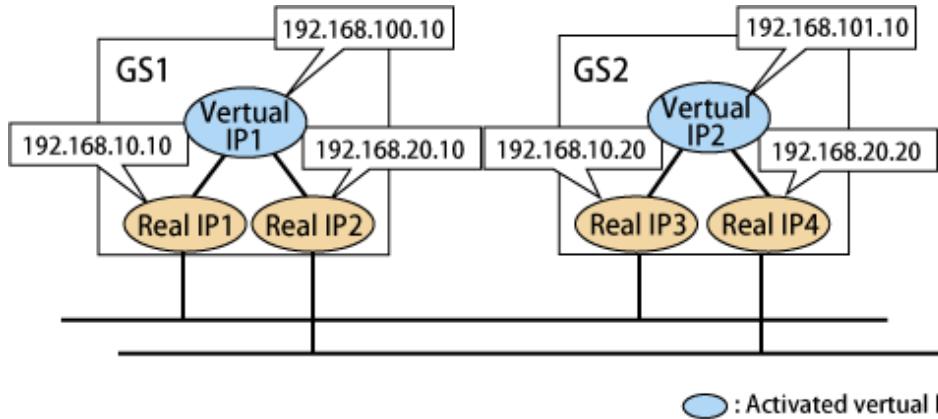 192.168.100.10
192.168.101.10
GS1
GS2
Vertual
IP1
Vertual
IP2
192.168.10.10
192.168.20.10
192.168.10.20
192.168.20.20
Real IP1
Real IP2
Real IP3
Real IP4
: Activated vertual